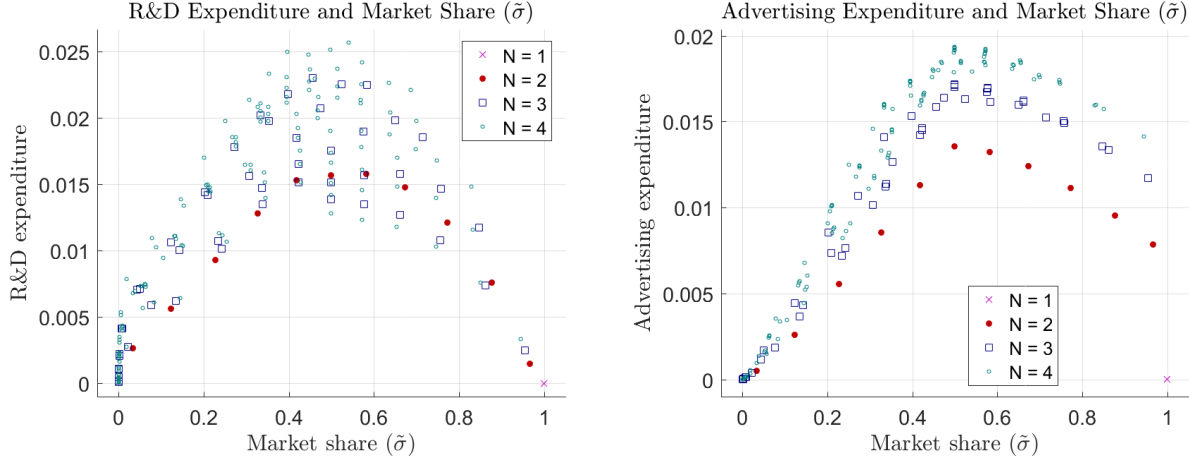 R&D Expenditure and Market Share (σ̃)
R&D expenditure
0.025
0.02
0.015
0.01
0.005
0
0
0.2
0.4
0.6
0.8
1
Market share (σ̃)
N = 1
N = 2
N = 3
N = 4
Advertising Expenditure and Market Share (σ̃)
Advertising expenditure
0.02
0.015
0.01
0.005
0
0
0.2
0.4
0.6
0.8
1
Market share (σ̃)
N = 1
N = 2
N = 3
N = 4